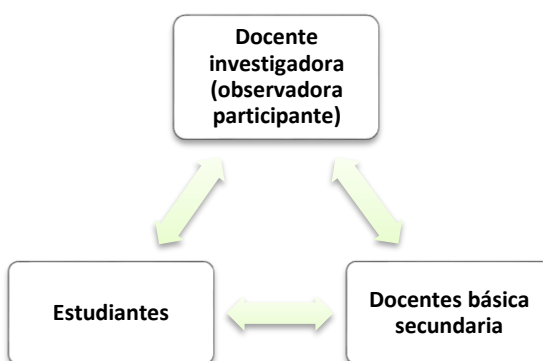 Docente
investigadora
(observadora
participante)
Estudiantes
Docentes básica
secundaria